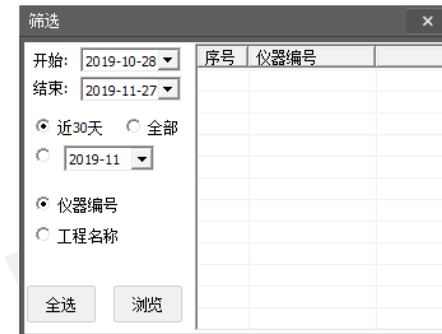 筛选
开始: 2019-10-28
结束: 2019-11-27
近30天 全部
2019-11
仪器编号
工程名称
全选 浏览
序号 仪器编号